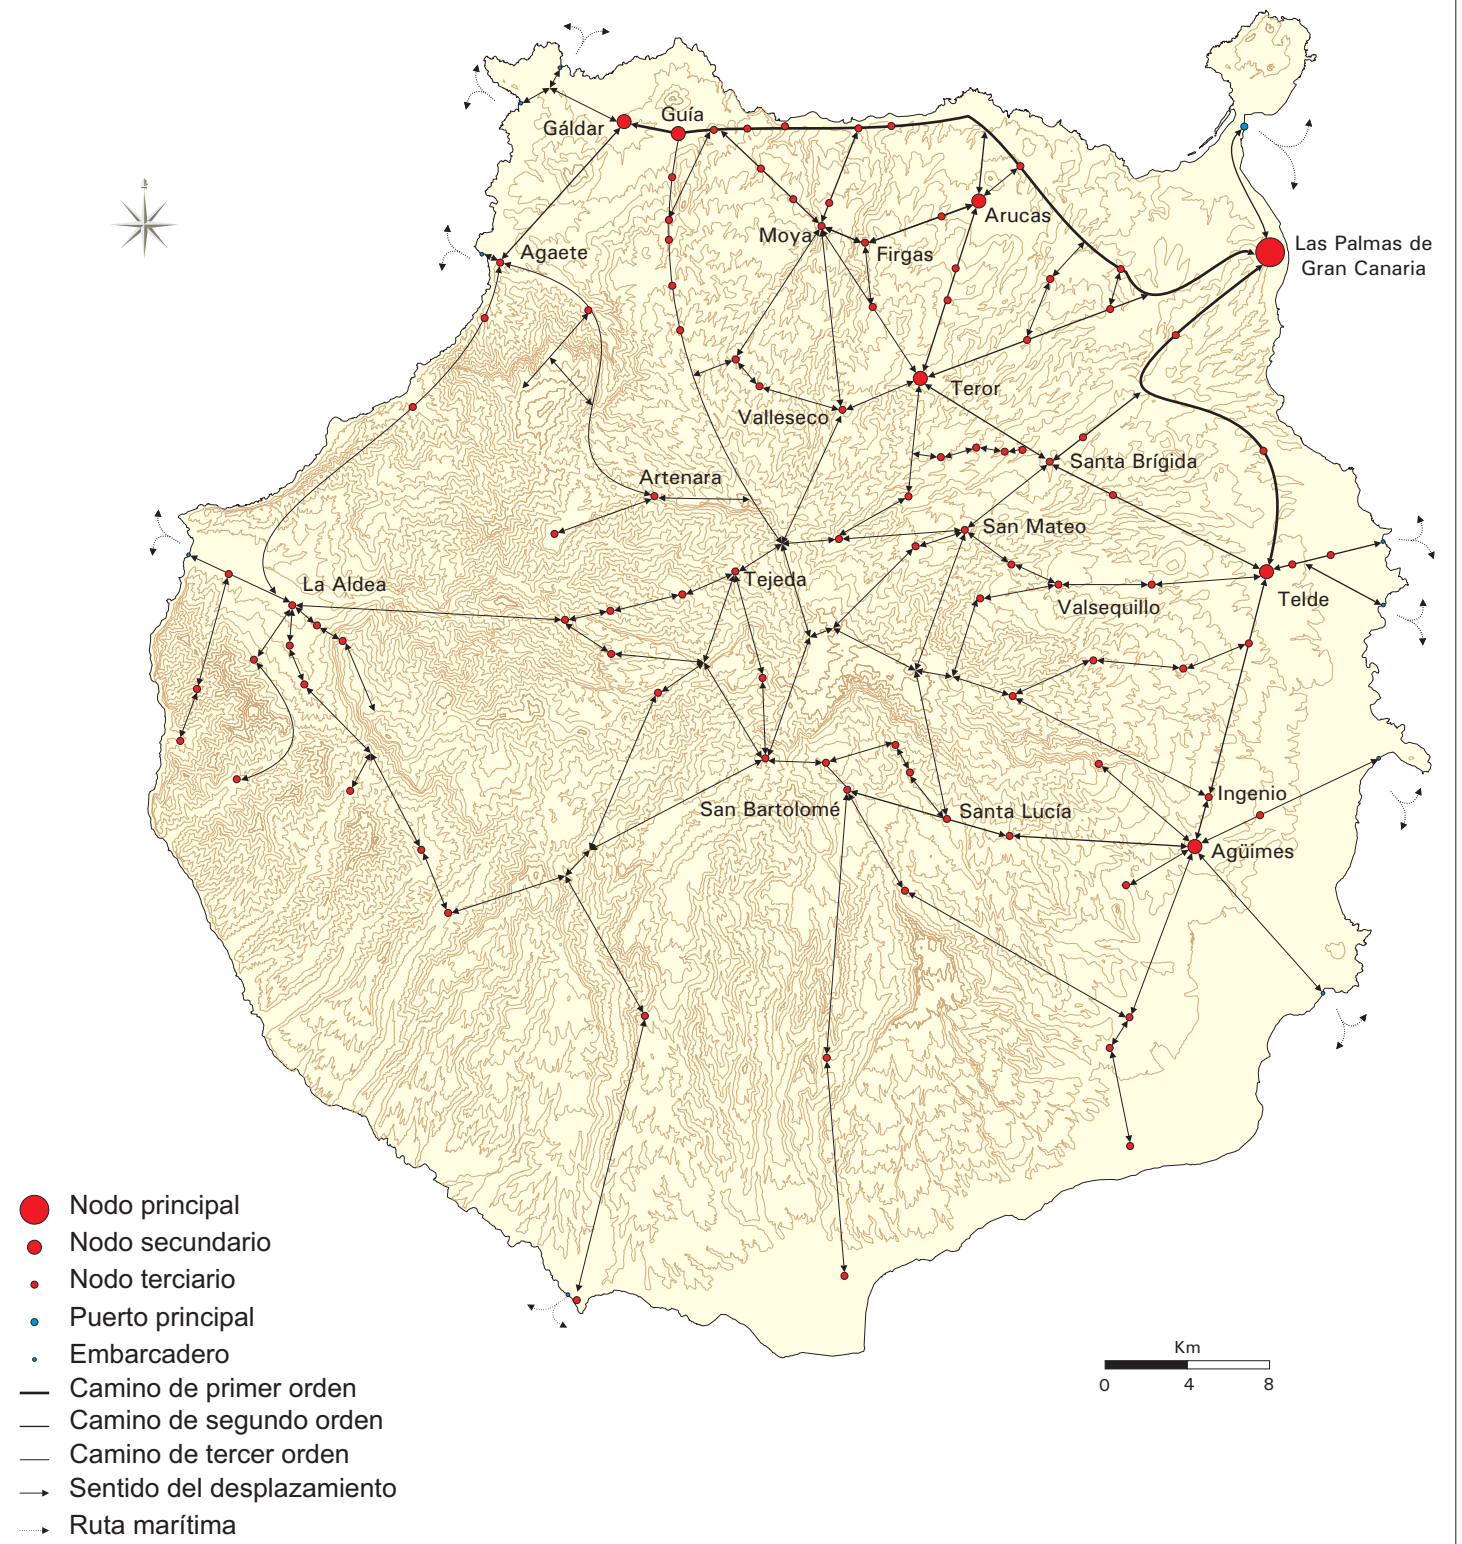 Guía
Gáldar
Arucas
Moya
Las Palmas de
Gran Canaria
Firgas
Agaete
Teror
Valleseco
Santa Brígida
Artenara
San Mateo
Tejeda
La Aldea
Valsequillo
Telde
Ingenio
San Bartolomé
Santa Lucía
Agüimes
Nodo principal
Nodo secundario
Nodo terciario
Puerto principal
Embarcadero
Camino de primer orden
Camino de segundo orden
Camino de tercer orden
Sentido del desplazamiento
Ruta marítima
Km
0 4 8